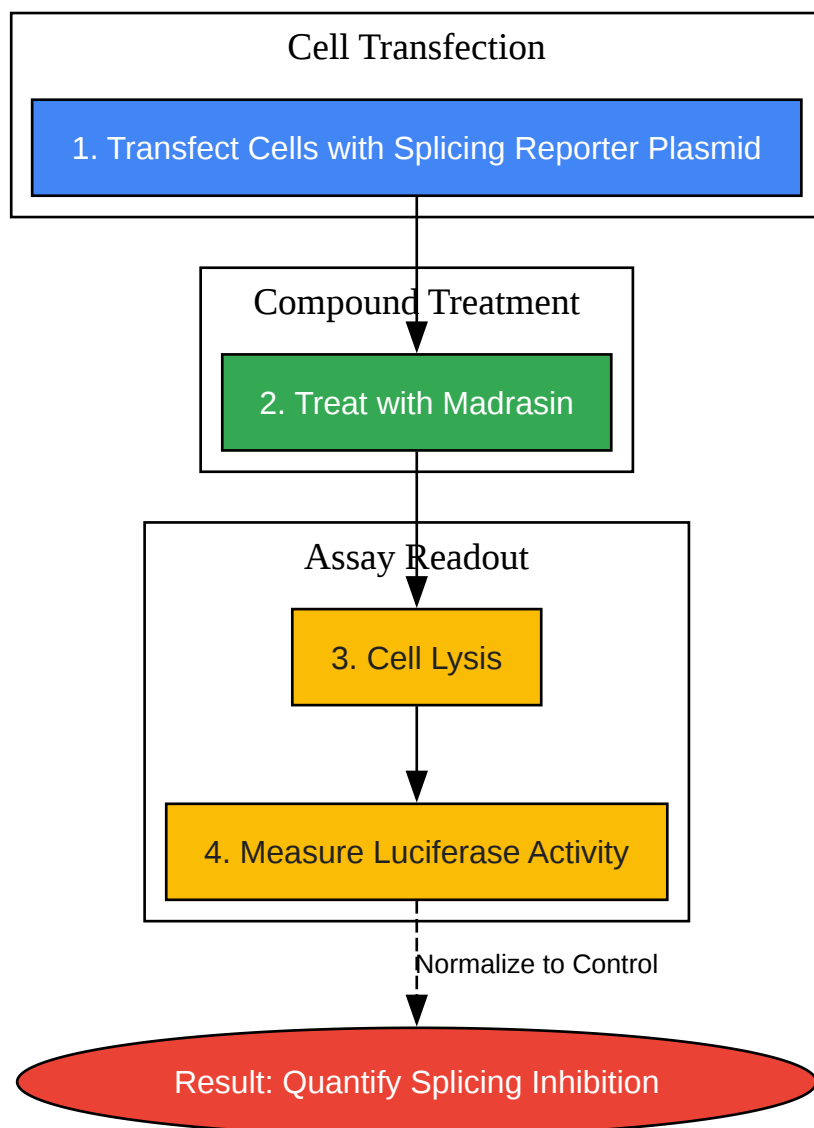 Cell Transfection
1. Transfect Cells with Splicing Reporter Plasmid
Compound Treatment
2. Treat with Madrasin
Assay Readout
3. Cell Lysis
4. Measure Luciferase Activity
Normalize to Control
Result: Quantify Splicing Inhibition